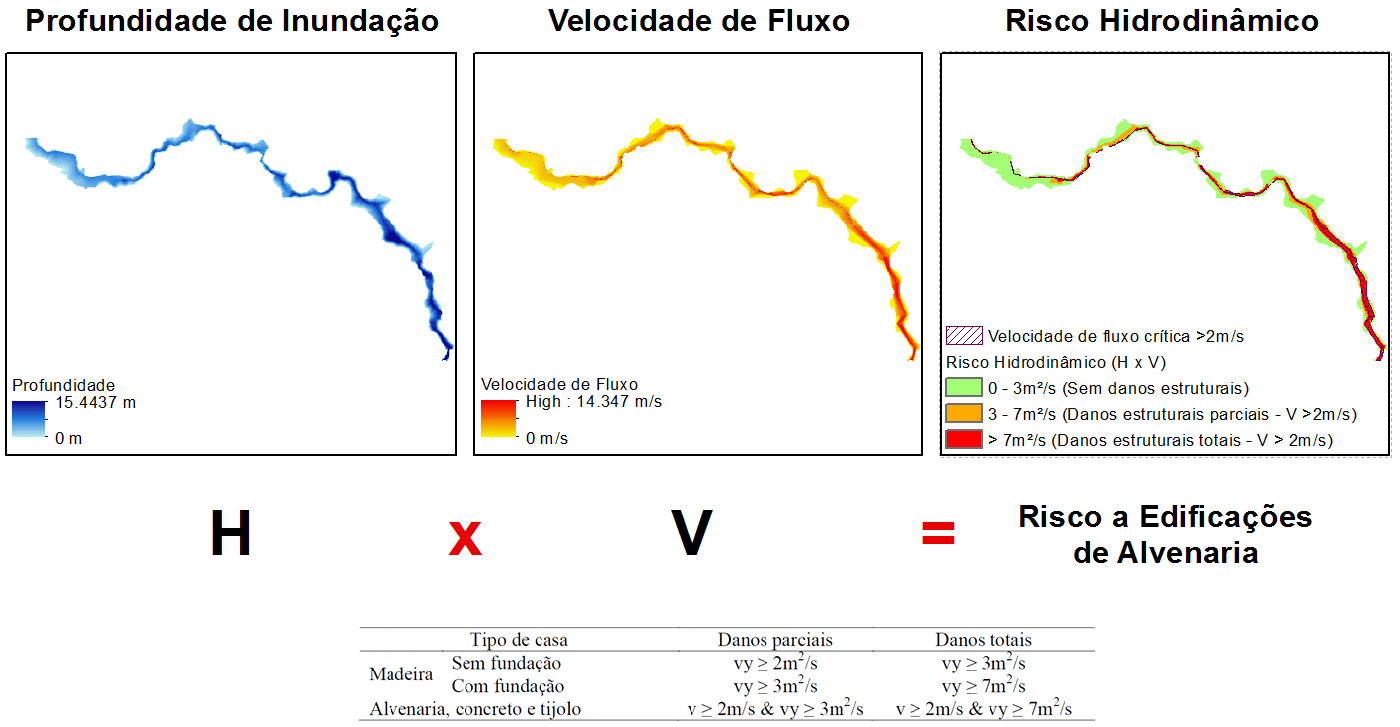 Profundidade de Inundação
Velocidade de Fluxo
Risco Hidrodinâmico
Profundidade
15.4437 m
0 m
Velocidade de Fluxo
High : 14.347 m/s
0 m/s
Velocidade de fluxo crítica >2m/s
Risco Hidrodinâmico (H x V)
0 - 3m²/s (Sem danos estruturais)
3 - 7m²/s (Danos estruturais parciais - V >2m/s)
> 7m²/s (Danos estruturais totais - V > 2m/s)
H x V = Risco a Edificações
de Alvenaria
Tipo de casa Danos parciais Danos totais
Madeira Sem fundação vy ≥ 2m²/s vy ≥ 3m²/s
Com fundação vy ≥ 3m²/s vy ≥ 7m²/s
Alvenaria, concreto e tijolo v ≥ 2m/s & vy ≥ 3m²/s v ≥ 2m/s & vy ≥ 7m²/s